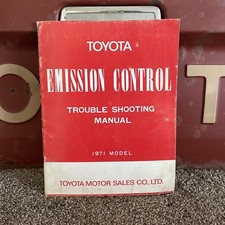 TOYOTA
EMISSION CONTROL
TROUBLE SHOOTING
MANUAL
1971 MODEL
TOYOTA MOTOR SALES CO., LTD.
O
T